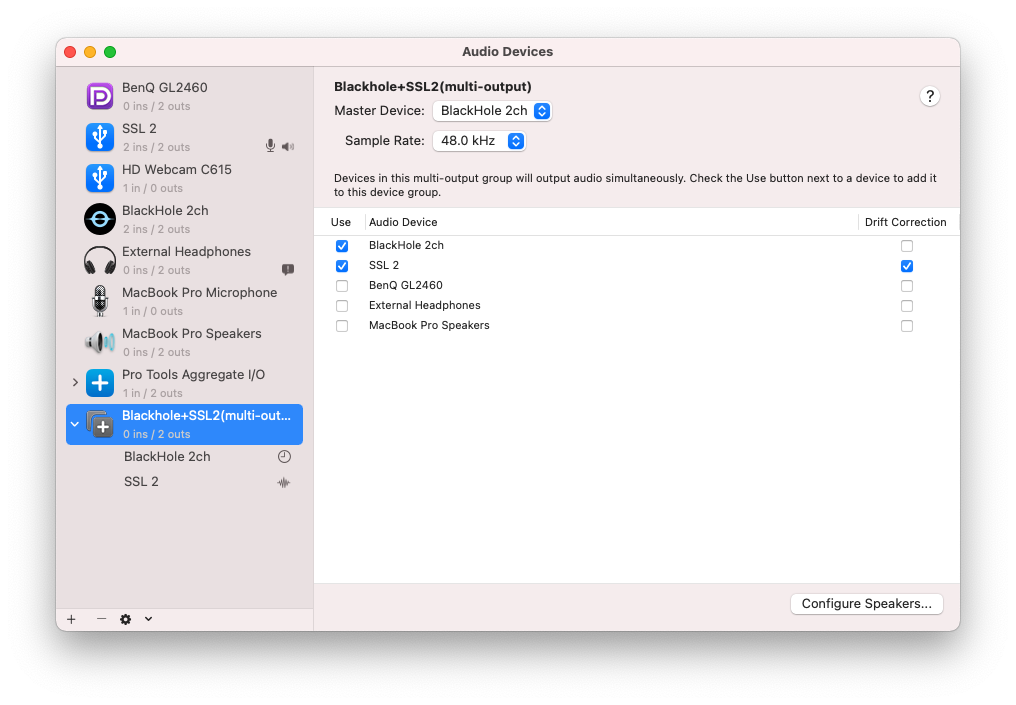 Audio Devices
BenQ GL2460
0 ins / 2 outs
SSL 2
2 ins / 2 outs
HD Webcam C615
1 in / 0 outs
BlackHole 2ch
2 ins / 2 outs
External Headphones
0 ins / 2 outs
MacBook Pro Microphone
1 in / 0 outs
MacBook Pro Speakers
0 ins / 2 outs
Pro Tools Aggregate I/O
1 in / 2 outs
Blackhole+SSL2(multi-out...
0 ins / 2 outs
BlackHole 2ch
SSL 2
Blackhole+SSL2(multi-output)
?
Master Device: BlackHole 2ch
Sample Rate: 48.0 kHz
Devices in this multi-output group will output audio simultaneously. Check the Use button next to a device to add it
to this device group.
Use Audio Device Drift Correction
BlackHole 2ch
SSL 2
BenQ GL2460
External Headphones
MacBook Pro Speakers
Configure Speakers...